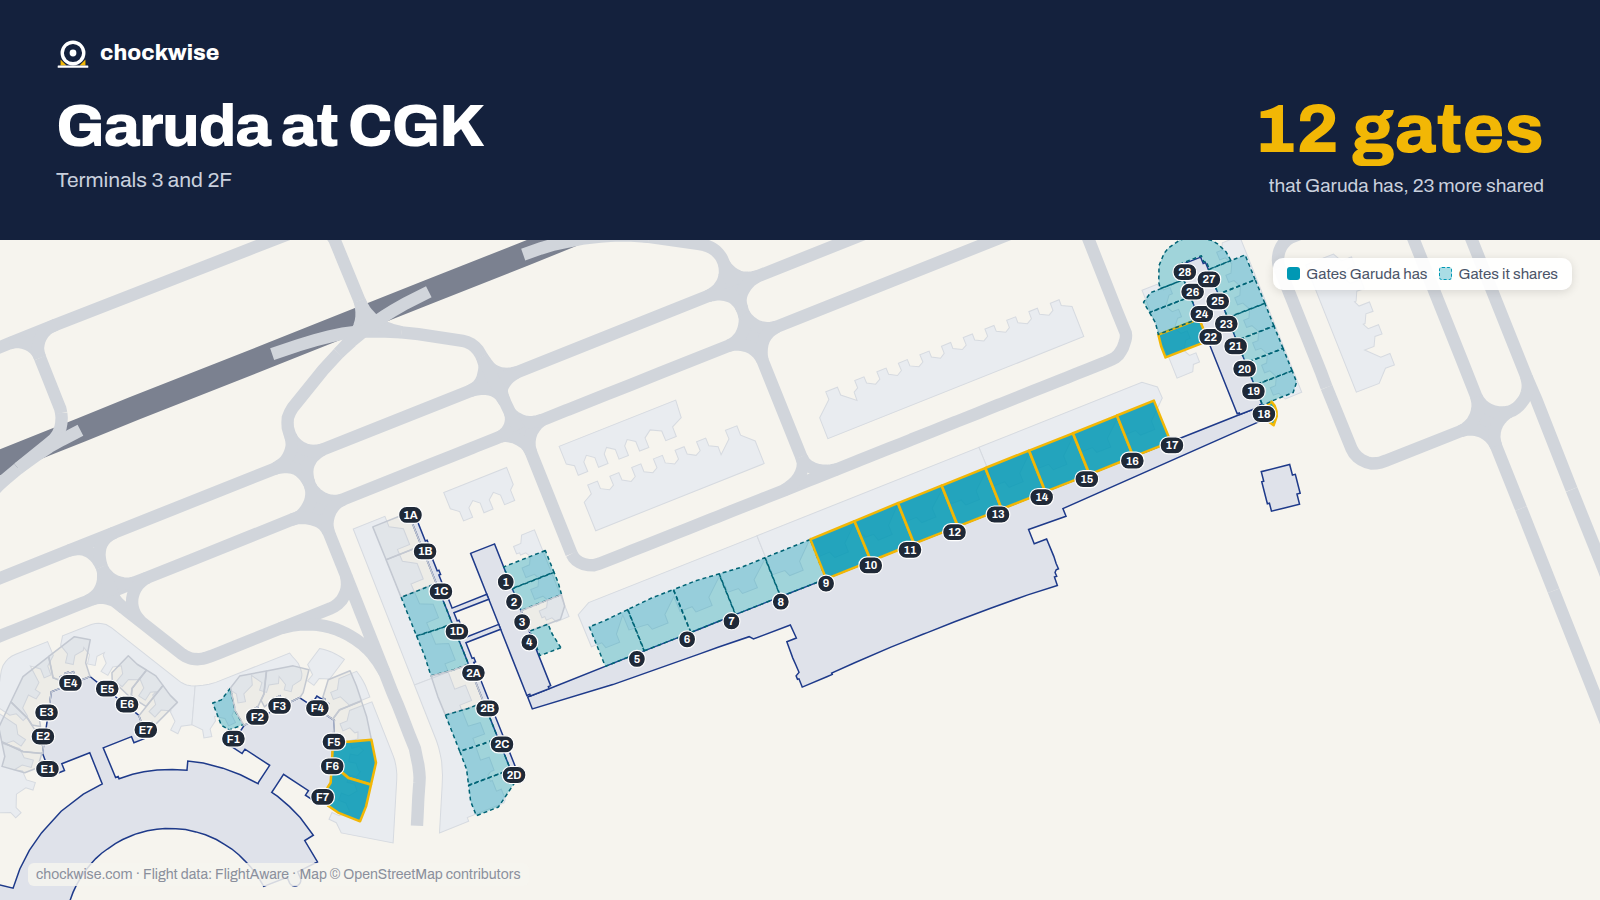 chockwise
Garuda at CGK
Terminals 3 and 2F
12 gates
that Garuda has, 23 more shared
Gates Garuda has
Gates it shares
28
27
26
25
24
23
22
21
20
19
18
17
16
15
14
13
12
11
10
9
8
7
6
5
1A
1B
1C
1D
2A
2B
2C
2D
1
2
3
4
E4
E5
E6
E3
E2
E7
E1
F3
F4
F2
F1
F5
F6
F7
chockwise.com · Flight data: FlightAware · Map © OpenStreetMap contributors